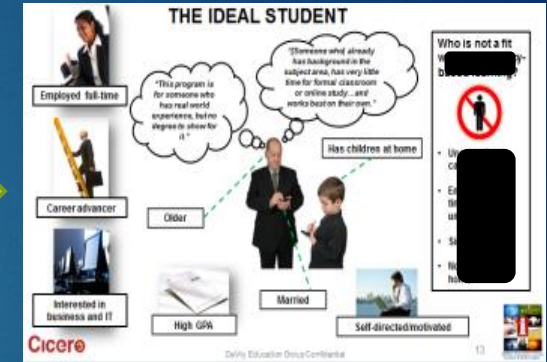 THE IDEAL STUDENT
Employed full-time
Career advancer
Interested in
business and IT
"This program is
for someone who
has real world
experience, but no
degree to show for
it."
"[Someone who] already
has background in the
subject area, has very little
time for formal classroom
or online study...and
works best on their own."
Has children at home
Older
Married
High GPA
Self-directed/motivated
Who is not a fit
Cicero
DeVry Education Group Confidential
13